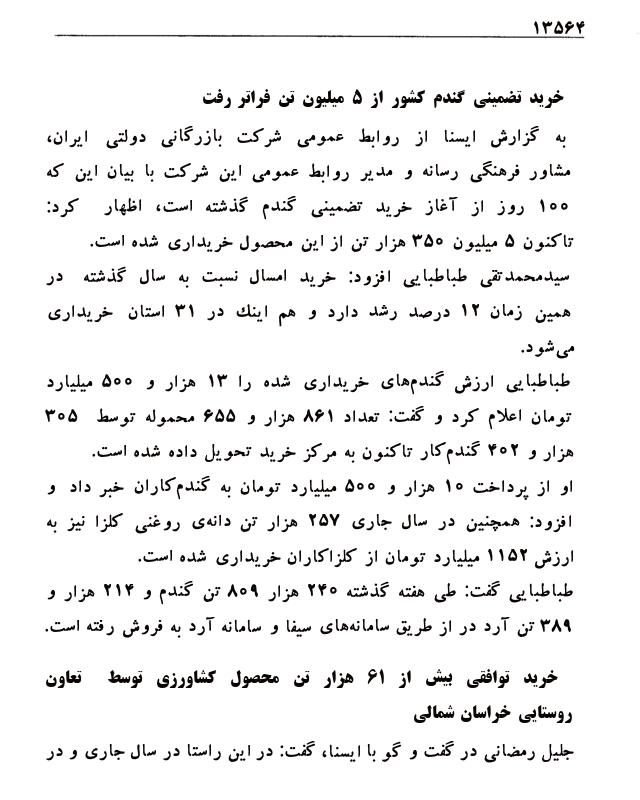 ۱۳۵۶۴
خرید تضمینی گندم کشور از ۵ میلیون تن فراتر رفت
به گزارش ایسنا از روابط عمومی شرکت بازرگانی دولتی ایران،
مشاور فرهنگی رسانه و مدیر روابط عمومی این شرکت با بیان این که
۱۰۰ روز از آغاز خرید تضمینی گندم گذشته است، اظهار کرد:
تاکنون ۵ میلیون ۳۵۰ هزار تن از این محصول خریداری شده است.
سیدمحمدتقی طباطبایی افزود: خرید امسال نسبت به سال گذشته در
همین زمان ۱۲ درصد رشد دارد و هم اینك در ۳۱ استان خریداری
می‌شود.
طباطبایی ارزش گندم‌های خریداری شده را ۱۳ هزار و ۵۰۰ میلیارد
تومان اعلام کرد و گفت: تعداد ۸۶۱ هزار و ۶۵۵ محموله توسط ۳۰۵
هزار و ۴۰۲ گندم‌کار تاکنون به مرکز خرید تحویل داده شده است.
او از پرداخت ۱۰ هزار و ۵۰۰ میلیارد تومان به گندم‌کاران خبر داد و
افزود: همچنین در سال جاری ۲۵۷ هزار تن دانه‌ی روغنی کلزا نیز به
ارزش ۱۱۵۲ میلیارد تومان از کلزاکاران خریداری شده است.
طباطبایی گفت: طی هفته گذشته ۲۴۰ هزار ۸۰۹ تن گندم و ۲۱۴ هزار و
۳۸۹ تن آرد در از طریق سامانه‌های سیفا و سامانه آرد به فروش رفته است.
خرید توافقی بیش از ۶۱ هزار تن محصول کشاورزی توسط تعاون
روستایی خراسان شمالی
جلیل رمضانی در گفت و گو با ایسنا، گفت: در این راستا در سال جاری و در